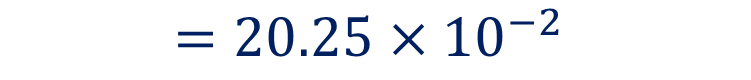 = 20.25 × 10⁻²